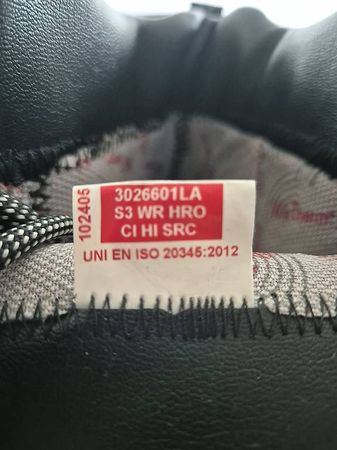 102405
3026601LA
S3 WR HRO
CI HI SRC
UNI EN ISO 20345:2012